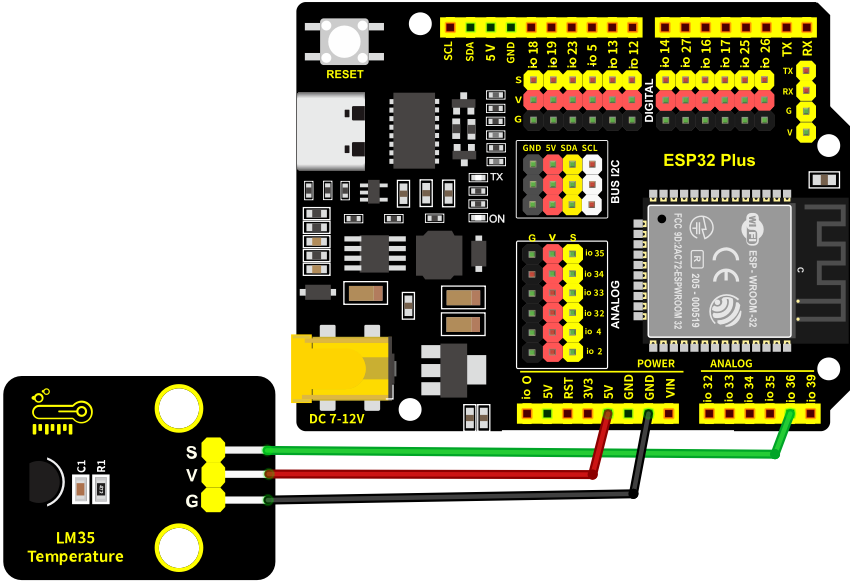 RESET
SCL
SDA
5V
GND
io 18
io 19
io 23
io 5
io 13
io 12
io 14
io 27
io 16
io 17
io 25
io 26
TX
RX
S
V
G
DIGITAL
TX
RX
G
V
ESP32 Plus
GND 5V SDA SCL
BUS I2C
TX
ON
G V S
io 35
io 34
io 33
io 32
io 4
io 2
ANALOG
FCC 9D:2AC72-ESPWROOM 32
R
205 - 000519
WiFi
ESP - WROOM-32
C
DC 7-12V
POWER
ANALOG
io 0
5V
RST
3V3
5V
GND
GND
VIN
io 32
io 33
io 34
io 35
io 36
io 39
S
V
G
C1
R1
LM35
Temperature